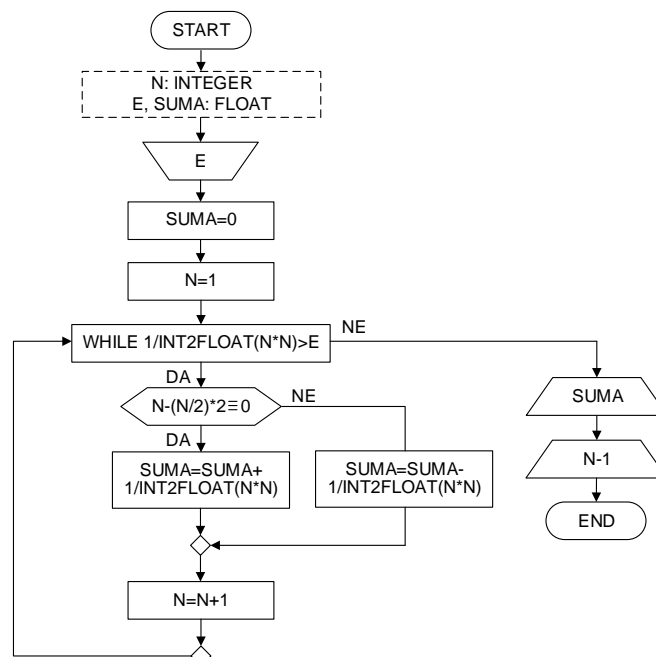 START
N: INTEGER
E, SUMA: FLOAT
E
SUMA=0
N=1
WHILE 1/INT2FLOAT(N*N)>E
NE
DA
N-(N/2)*2≡0
NE
DA
SUMA=SUMA+
1/INT2FLOAT(N*N)
SUMA=SUMA-
1/INT2FLOAT(N*N)
N=N+1
SUMA
N-1
END